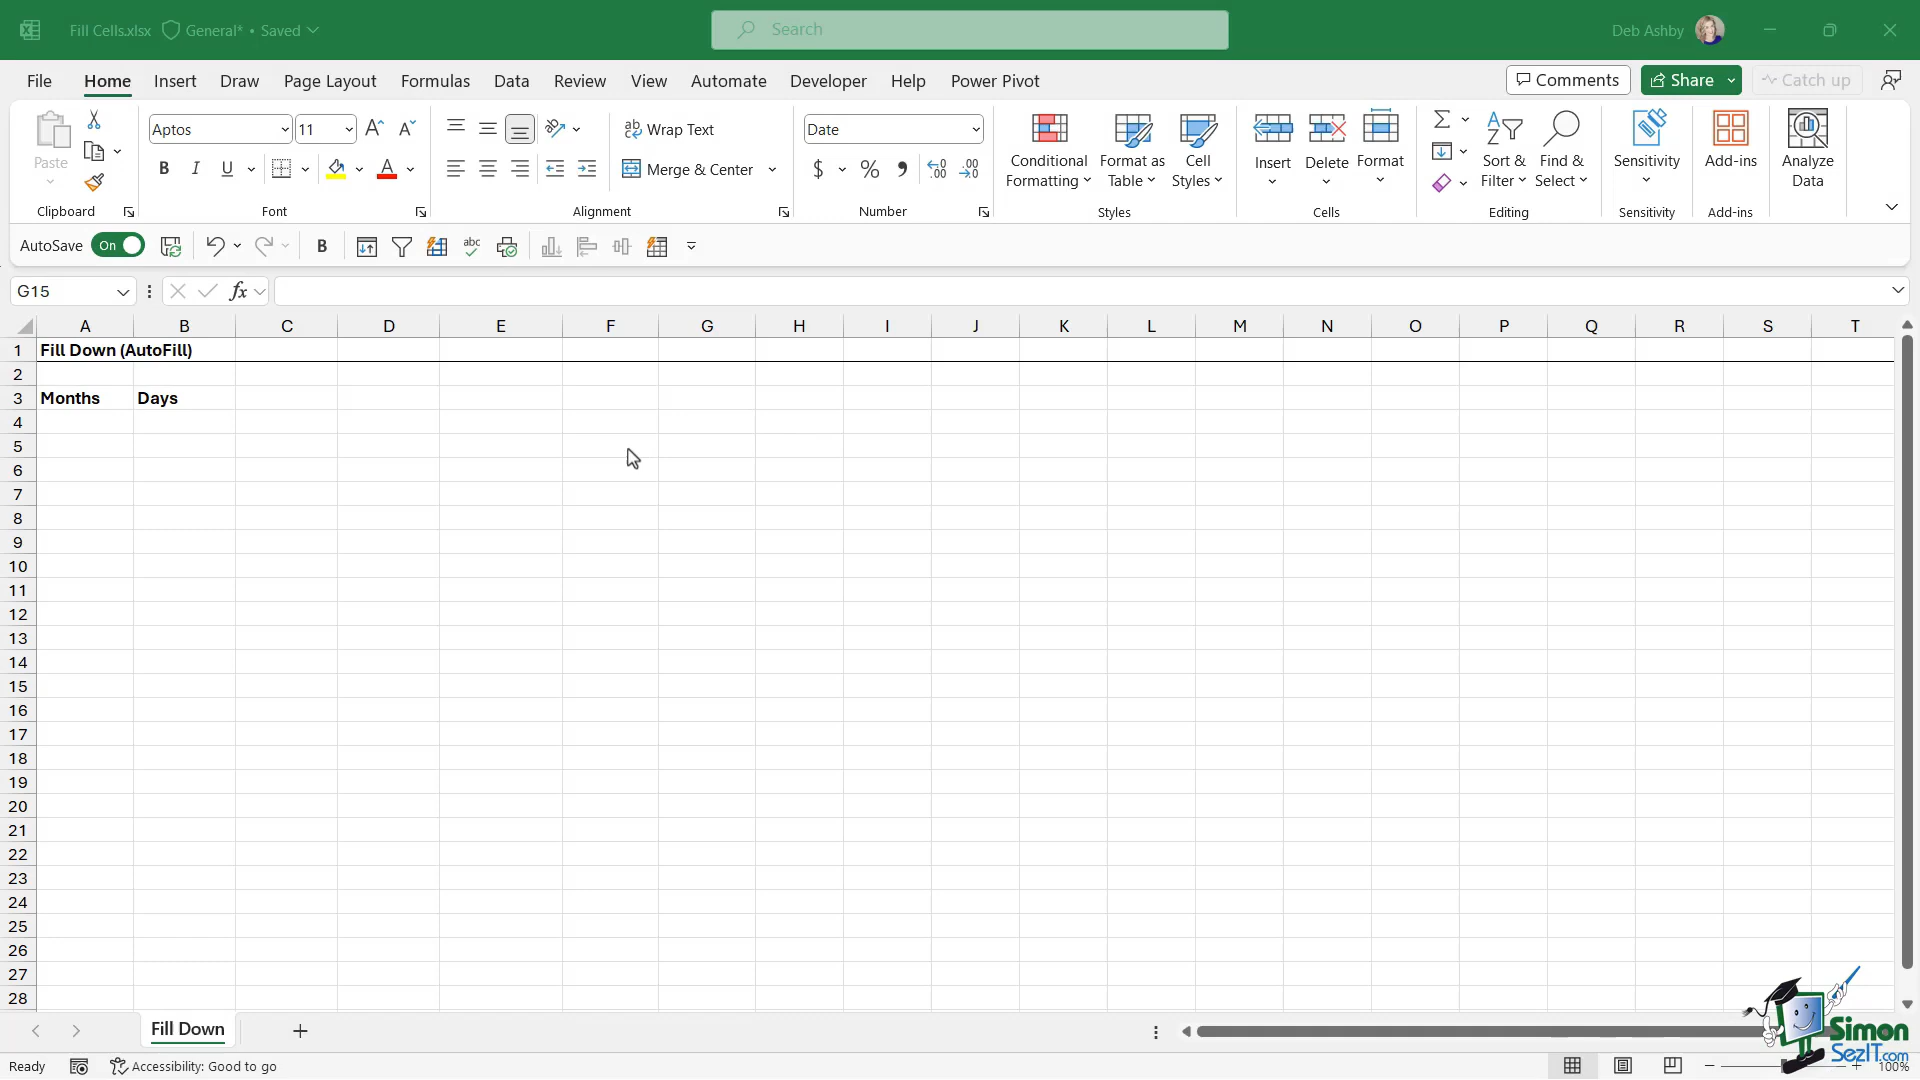 Fill Cells.xlsx General* • Saved
Search
Deb Ashby
File Home Insert Draw Page Layout Formulas Data Review View Automate Developer Help Power Pivot
Comments Share Catch up
Paste
Clipboard
Aptos 11
B I U A
Font
Wrap Text
Merge & Center
Alignment
Date
$ %
Number
Conditional Formatting
Format as Table
Cell Styles
Styles
Insert
Delete
Format
Cells
Sort & Filter
Find & Select
Editing
Sensitivity
Sensitivity
Add-ins
Add-ins
Analyze Data
AutoSave On B abc
G15 fx
A B C D E F G H I J K L M N O P Q R S T
1 Fill Down (AutoFill)
2
3 Months Days
4
5
6
7
8
9
10
11
12
13
14
15
16
17
18
19
20
21
22
23
24
25
26
27
28
Fill Down
Simon
SezIT.com
Ready Accessibility: Good to go 100%